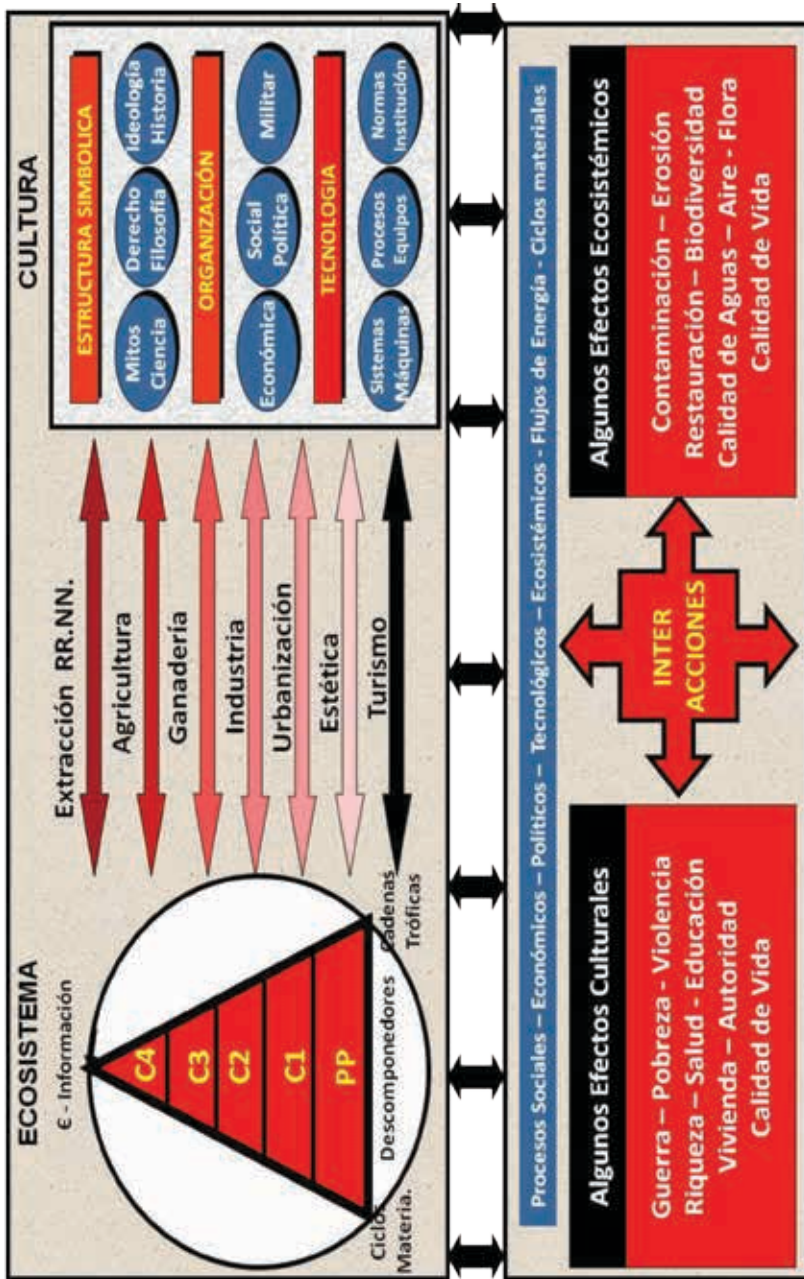 ECOSISTEMA
Є - Información
C4
C3
C2
C1
PP
Descomponedores
Ciclo
Materia.
Cadenas
Tróficas
Extracción RR.NN.
Agricultura
Ganadería
Industria
Urbanización
Estética
Turismo
CULTURA
ESTRUCTURA SIMBOLICA
Mitos
Ciencia
Derecho
Filosofía
Ideología
Historia
ORGANIZACIÓN
Económica
Social
Política
Militar
TECNOLOGIA
Sistemas
Máquinas
Procesos
Equipos
Normas
Institución
Procesos Sociales – Económicos – Políticos – Tecnológicos – Ecosistémicos - Flujos de Energía - Ciclos materiales
Algunos Efectos Culturales
Guerra – Pobreza - Violencia
Riqueza – Salud - Educación
Vivienda – Autoridad
Calidad de Vida
INTER
ACCIONES
Algunos Efectos Ecosistémicos
Contaminación – Erosión
Restauración – Biodiversidad
Calidad de Aguas – Aire - Flora
Calidad de Vida